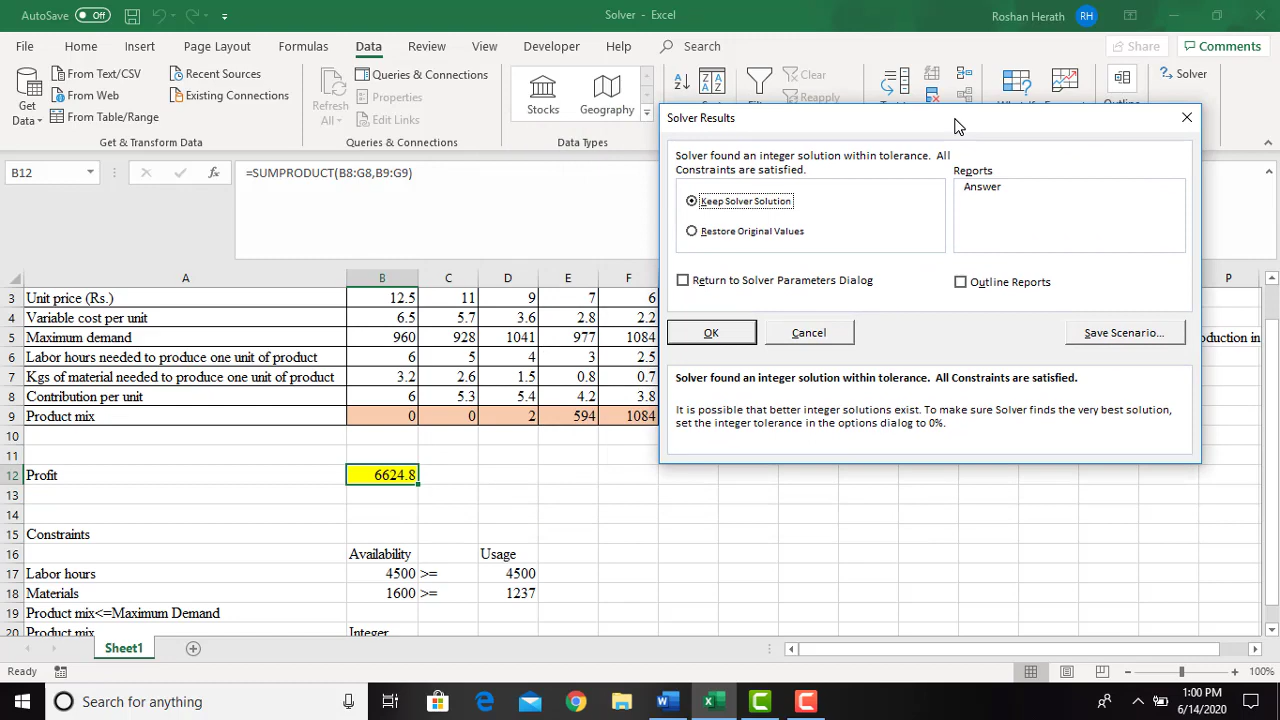 AutoSave Off Solver - Excel Roshan Herath RH
File Home Insert Page Layout Formulas Data Review View Developer Help Search Share Comments
Get Data
From Text/CSV
From Web
From Table/Range
Recent Sources
Existing Connections
Get & Transform Data
Refresh All
Queries & Connections
Properties
Edit Links
Queries & Connections
Stocks Geography
Data Types
Clear
Reapply
Outline
Solver
B12 fx =SUMPRODUCT(B8:G8,B9:G9)
A B C D E F P
3 Unit price (Rs.) 12.5 11 9 7 6
4 Variable cost per unit 6.5 5.7 3.6 2.8 2.2
5 Maximum demand 960 928 1041 977 1084
6 Labor hours needed to produce one unit of product 6 5 4 3 2.5
7 Kgs of material needed to produce one unit of product 3.2 2.6 1.5 0.8 0.7
8 Contribution per unit 6 5.3 5.4 4.2 3.8
9 Product mix 0 0 2 594 1084
10
11
12 Profit 6624.8
13
14
15 Constraints
16 Availability Usage
17 Labor hours 4500 >= 4500
18 Materials 1600 >= 1237
19 Product mix<=Maximum Demand
20 Product mix Integer
Solver Results
Solver found an integer solution within tolerance. All
Constraints are satisfied.
Keep Solver Solution
Restore Original Values
Reports
Answer
Return to Solver Parameters Dialog
Outline Reports
OK Cancel Save Scenario...
Solver found an integer solution within tolerance. All Constraints are satisfied.
It is possible that better integer solutions exist. To make sure Solver finds the very best solution,
set the integer tolerance in the options dialog to 0%.
Sheet1
Ready 100%
Search for anything
1:00 PM
6/14/2020